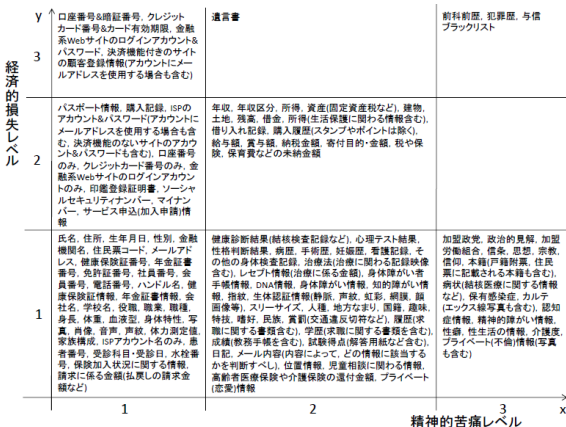 y
経済的損失レベル
3
口座番号&暗証番号, クレジット
カード番号&カード有効期限, 金融
系Webサイトのログインアカウント&
パスワード, 決済機能付きのサイト
の顧客登録情報(アカウントにメー
ルアドレスを使用する場合も含む)
遺言書
前科前歴, 犯罪歴, 与信
ブラックリスト
2
パスポート情報, 購入記録, ISPの
アカウント&パスワード(アカウントに
メールアドレスを使用する場合も含
む, 決済機能のないサイトのアカウ
ント&パスワードも含む), 口座番号
のみ, クレジットカード番号のみ, 金
融系Webサイトのログインアカウント
のみ, 印鑑登録証明書, ソーシャ
ルセキュリティナンバー, マイナン
バー, サービス申込(加入申請)情
報
年収, 年収区分, 所得, 資産(固定資産税など), 建物,
土地, 残高, 借金, 所得(生活保護に関わる情報含む),
借り入れ記録, 購入履歴(スタンプやポイントは除く),
給与額, 賞与額, 納税金額, 寄付目的・金額, 税や保
険, 保育費などの未納金額
1
氏名, 住所, 生年月日, 性別, 金融
機関名, 住民票コード, メールアド
レス, 健康保険証番号, 年金証書
番号, 免許証番号, 社員番号, 会
員番号, 電話番号, ハンドル名, 健
康保険証情報, 年金証書情報, 会
社名, 学校名, 役職, 職業, 職種,
身長, 体重, 血液型, 身体特性, 写
真, 肖像, 音声, 声紋, 体力測定値,
家族構成, ISPアカウント名のみ, 患
者番号, 受診科目・受診日, 水栓番
号, 保険加入状況に関する情報,
請求に係る金額(払戻しの請求金
額など)
健康診断結果(結核検査記録など), 心理テスト結果,
性格判断結果, 病歴, 手術歴, 妊娠歴, 看護記録, そ
の他の身体検査記録, 治療法(治療に関わる記録映像
含む), レセプト情報(治療に係る金額), 身体障がい者
手帳情報, DNA情報, 身体障がい情報, 知的障がい情
報, 指紋, 生体認証情報(静脈, 声紋, 虹彩, 網膜, 顔
画像等), スリーサイズ, 人種, 地方なまり, 国籍, 趣味,
特技, 嗜好, 民族, 賞罰(交通違反切符など), 履歴(求
職に関する書類含む), 学歴(求職に関する書類を含む),
成績(教務手帳を含む), 試験得点(解答用紙など含む),
日記, メール内容(内容によって, どの情報に該当する
かを判断すべし), 位置情報, 児童相談に関わる情報,
高齢者医療保険や介護保険の還付金額, プライベート
(恋愛)情報
加盟政党, 政治的見解, 加盟
労働組合, 信条, 思想, 宗教,
信仰, 本籍(戸籍附票, 住民
票に記載される本籍も含む),
病状(結核医療に関する情報
など), 保有感染症, カルテ
(エックス線写真も含む), 認知
症情報, 精神的障がい情報,
性癖, 性生活の情報, 介護度,
プライベート(不倫)情報(写真
も含む)
1
2
3
x
精神的苦痛レベル